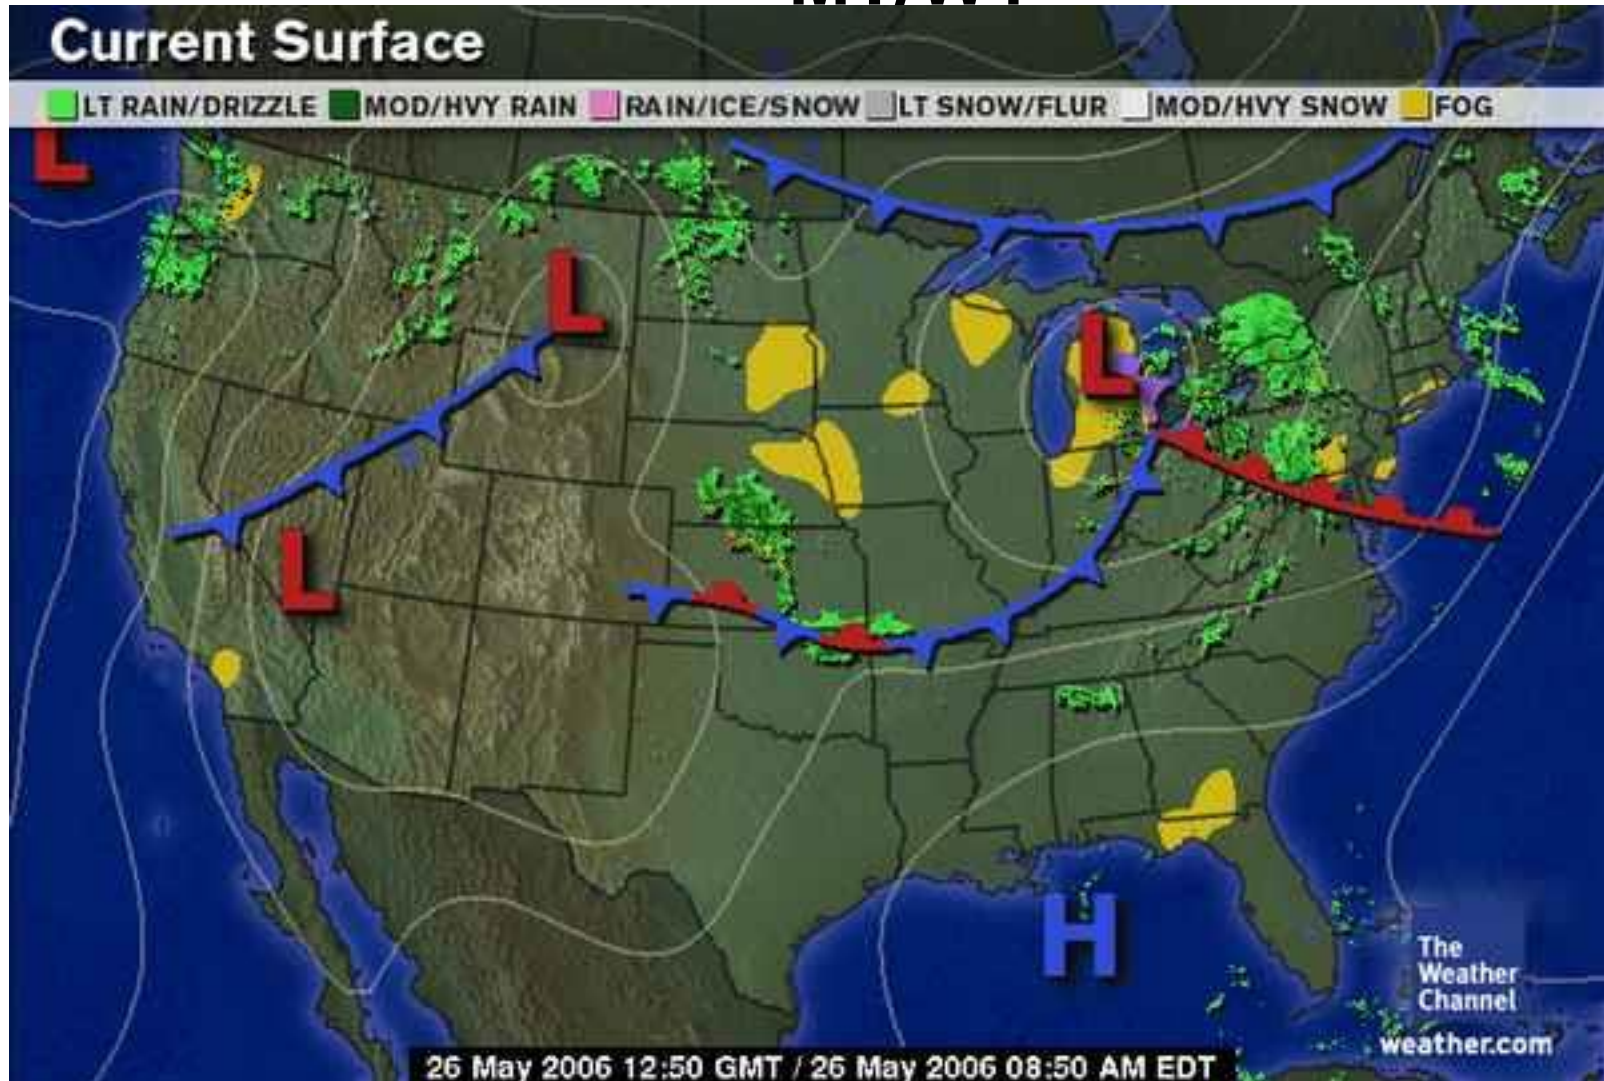 Current Surface
LT RAIN/DRIZZLE MOD/HVY RAIN RAIN/ICE/SNOW LT SNOW/FLUR MOD/HVY SNOW FOG
L
L
L
L
H
The
Weather
Channel
weather.com
26 May 2006 12:50 GMT / 26 May 2006 08:50 AM EDT